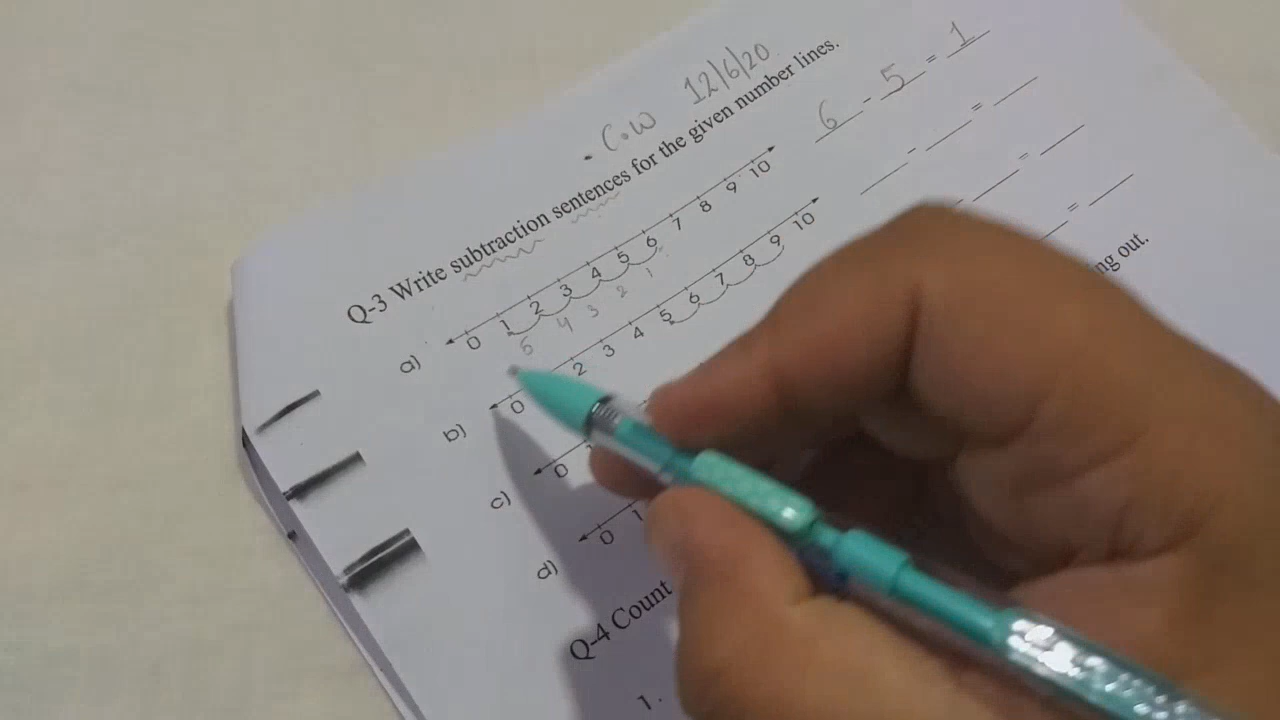 . C.W 12/6/20
Q-3 Write subtraction sentences for the given number lines.
a) 0 1 2 3 4 5 6 7 8 9 10 6 - 5 = 1
5 4 3 2 1
b) 0 2 3 4 5 6 7 8 9 10 - =
c) 0 1 =
d) 0 1 =
Q-4 Count ing out.
1.